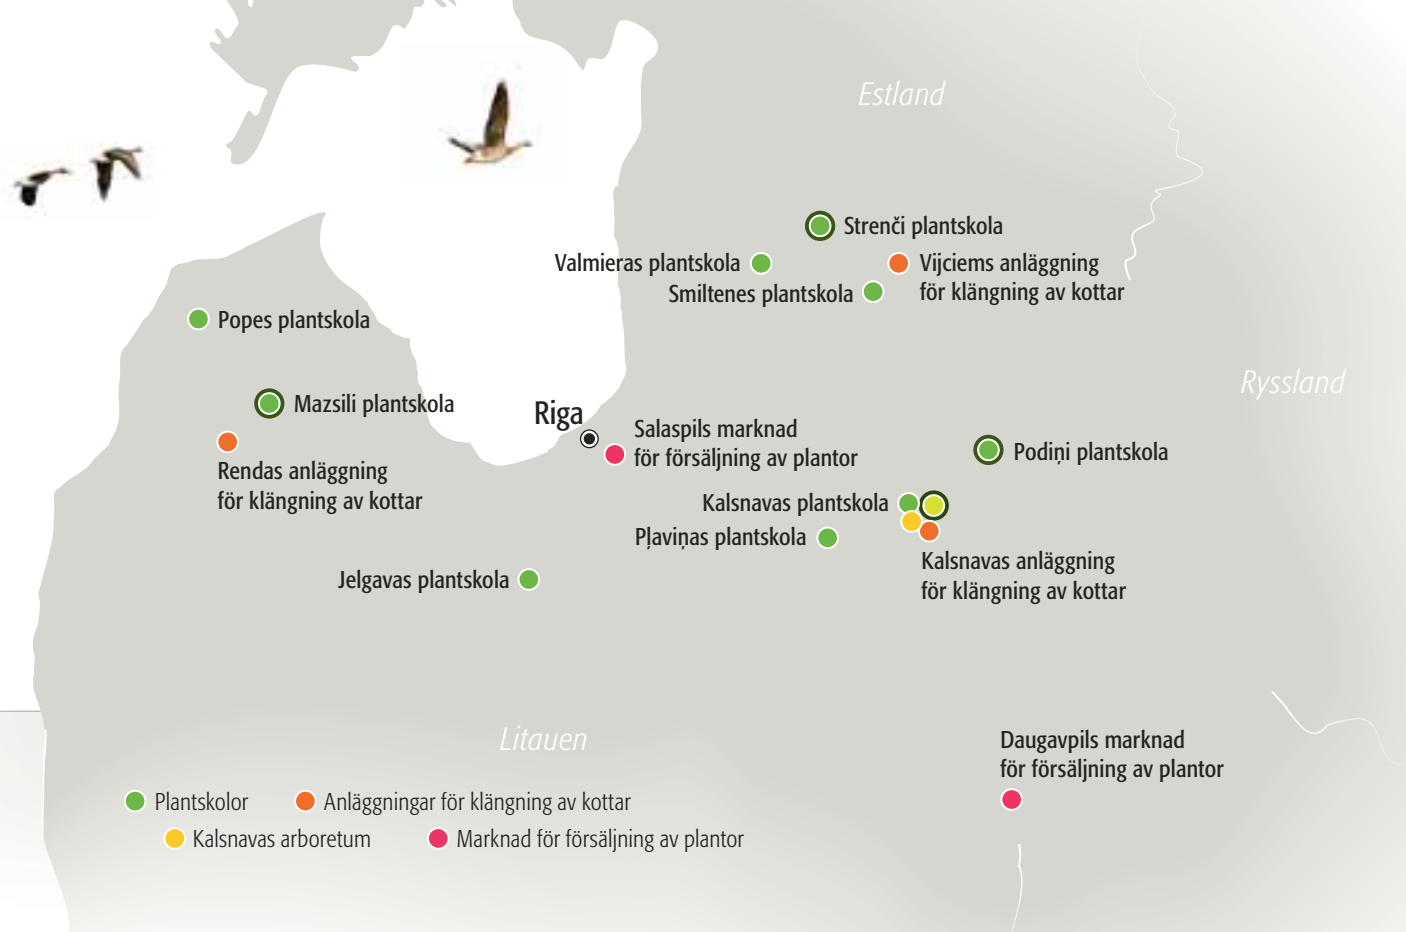 Estland
Strenči plantskola
Valmieras plantskola
Vijciems anläggning
för klängning av kottar
Smiltenes plantskola
Popes plantskola
Ryssland
Mazsili plantskola
Riga
Salaspils marknad
för försäljning av plantor
Rendas anläggning
för klängning av kottar
Podiņi plantskola
Kalsnavas plantskola
Pļaviņas plantskola
Kalsnavas anläggning
för klängning av kottar
Jelgavas plantskola
Litauen
Daugavpils marknad
för försäljning av plantor
Plantskolor
Anläggningar för klängning av kottar
Kalsnavas arboretum
Marknad för försäljning av plantor